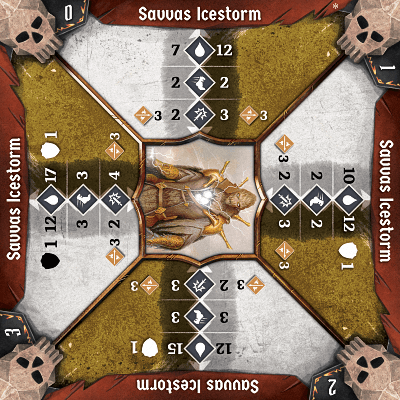 0
Savvas Icestorm
*
7 12
2 2
3 2 3 3
1
Savvas Icestorm
10 12 1
2 2
3 2 3 3
2
Savvas Icestorm
12 15 1
3 3
3 2 3 3
3
Savvas Icestorm
1 12 17 1
3 3
3 2 4 3